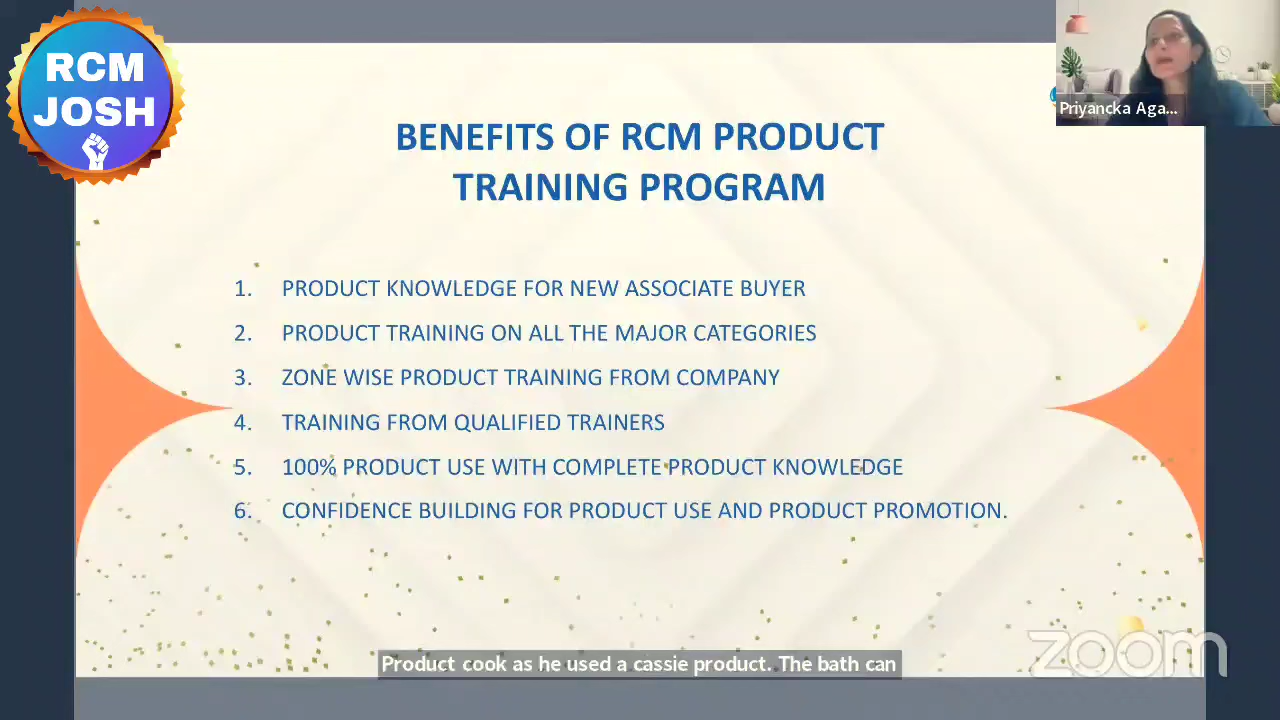 RCM
JOSH
Priyancka Aga...
BENEFITS OF RCM PRODUCT
TRAINING PROGRAM
1. PRODUCT KNOWLEDGE FOR NEW ASSOCIATE BUYER
2. PRODUCT TRAINING ON ALL THE MAJOR CATEGORIES
3. ZONE WISE PRODUCT TRAINING FROM COMPANY
4. TRAINING FROM QUALIFIED TRAINERS
5. 100% PRODUCT USE WITH COMPLETE PRODUCT KNOWLEDGE
6. CONFIDENCE BUILDING FOR PRODUCT USE AND PRODUCT PROMOTION.
Product cook as he used a cassie product. The bath can
zoom